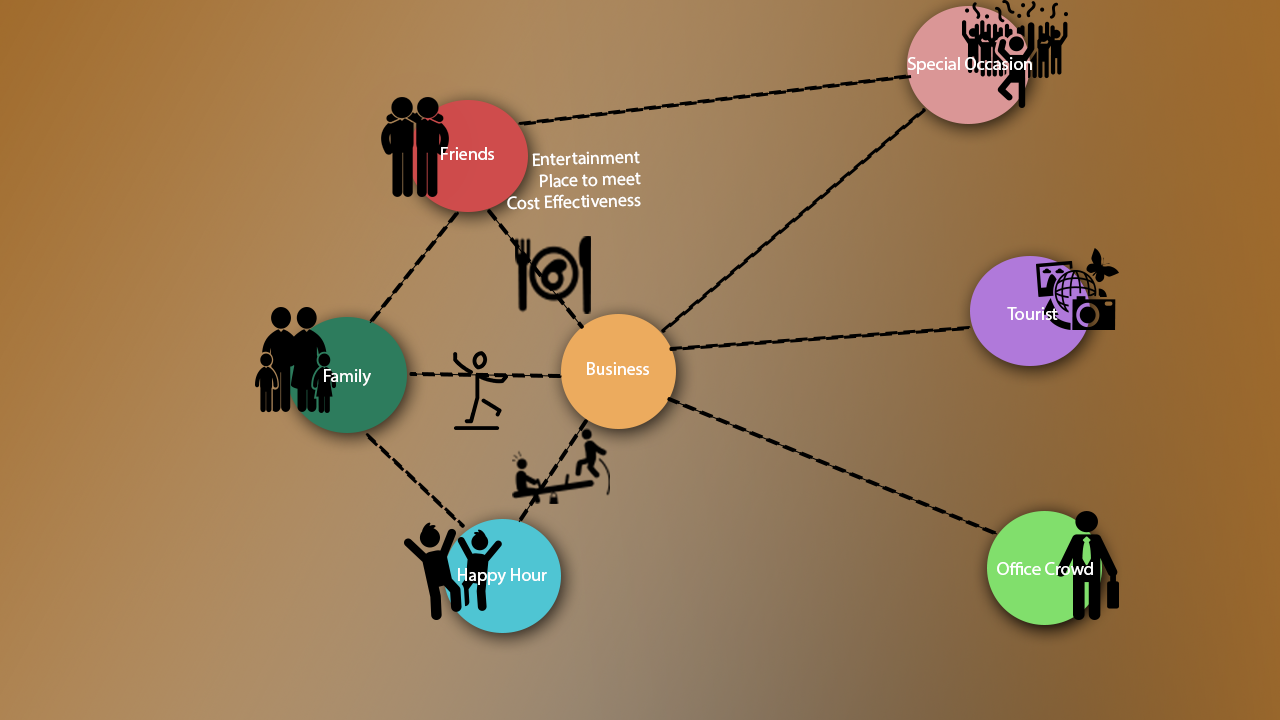 Special Occasion
Friends
Entertainment
Place to meet
Cost Effectiveness
Tourist
Business
Family
Office Crowd
Happy Hour